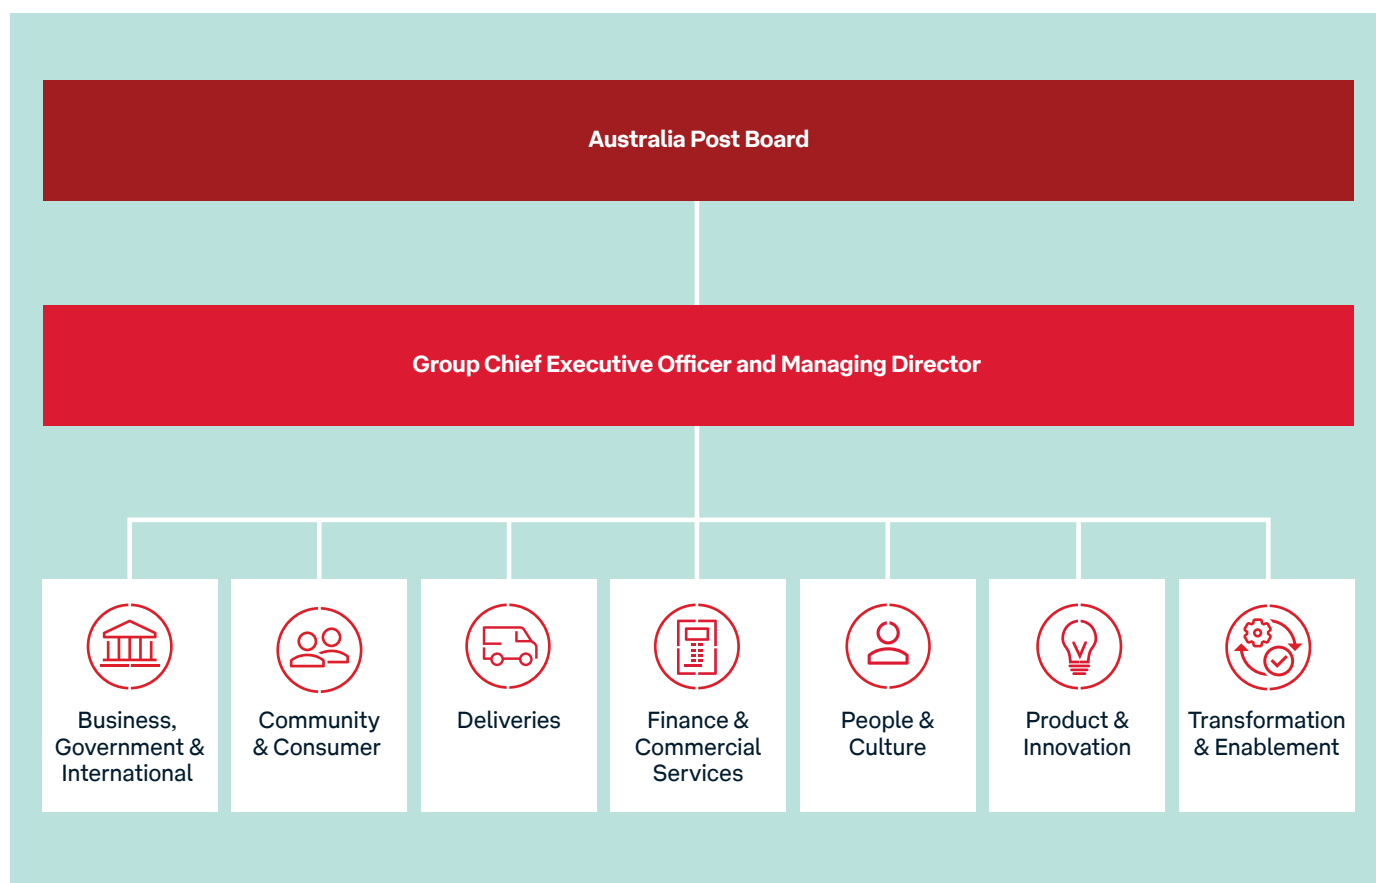 Australia Post Board
Group Chief Executive Officer and Managing Director
Business,
Government &
International
Community
& Consumer
Deliveries
Finance &
Commercial
Services
People &
Culture
Product &
Innovation
Transformation
& Enablement